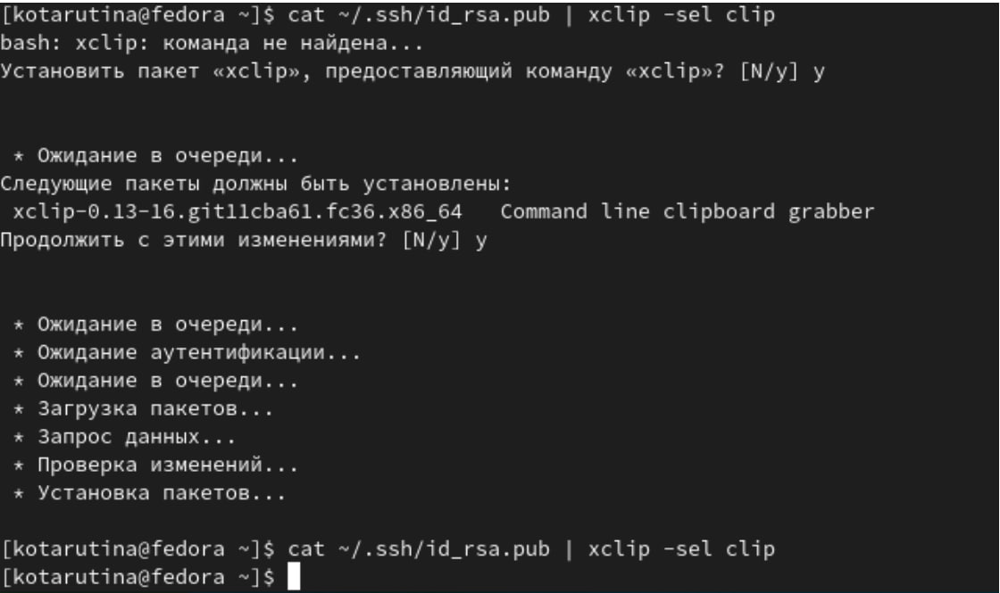 [kotarutina@fedora ~]$ cat ~/.ssh/id_rsa.pub | xclip -sel clip
bash: xclip: команда не найдена...
Установить пакет «xclip», предоставляющий команду «xclip»? [N/y] y
* Ожидание в очереди...
Следующие пакеты должны быть установлены:
xclip-0.13-16.git11cba61.fc36.x86_64   Command line clipboard grabber
Продолжить с этими изменениями? [N/y] y
* Ожидание в очереди...
* Ожидание аутентификации...
* Ожидание в очереди...
* Загрузка пакетов...
* Запрос данных...
* Проверка изменений...
* Установка пакетов...
[kotarutina@fedora ~]$ cat ~/.ssh/id_rsa.pub | xclip -sel clip
[kotarutina@fedora ~]$